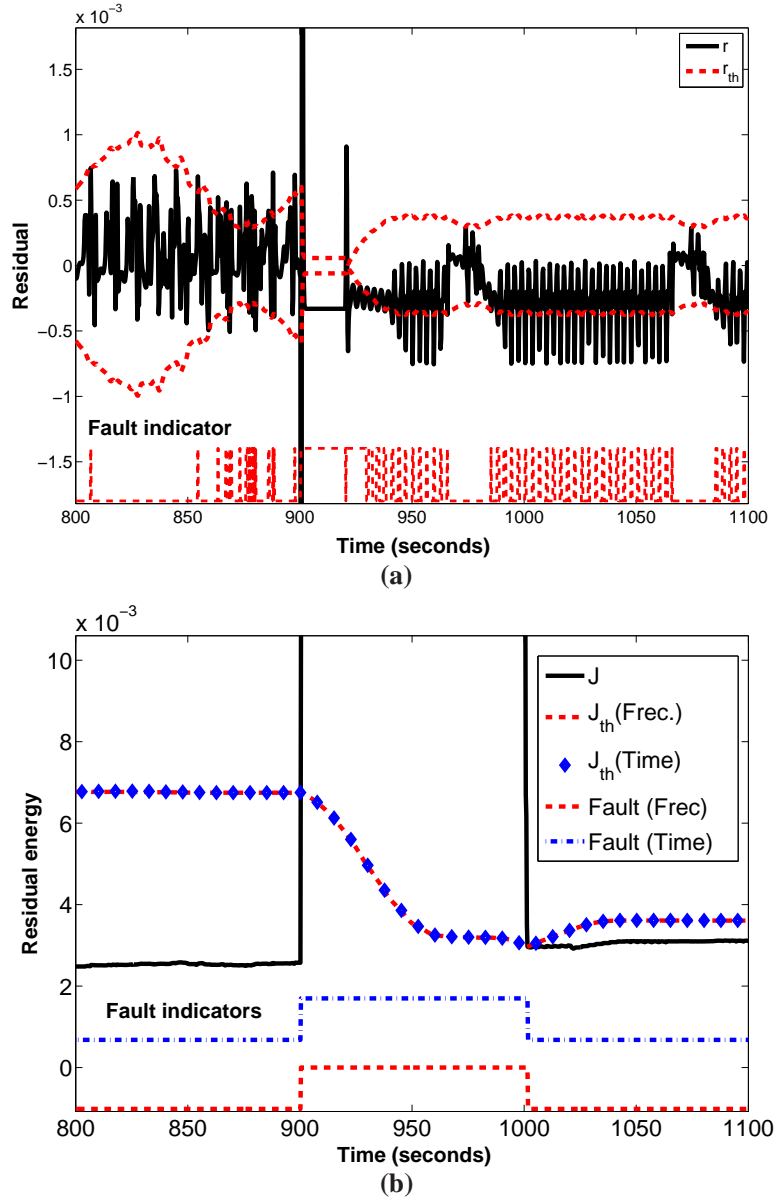 x 10⁻³
r
r_th
1
0.5
0
−0.5
−1
−1.5
Residual
Fault indicator
800 850 900 950 1000 1050 1100
Time (seconds)
(a)
x 10⁻³
10
8
6
4
2
0
Residual energy
J
J_th(Frec.)
J_th(Time)
Fault (Frec)
Fault (Time)
Fault indicators
800 850 900 950 1000 1050 1100
Time (seconds)
(b)